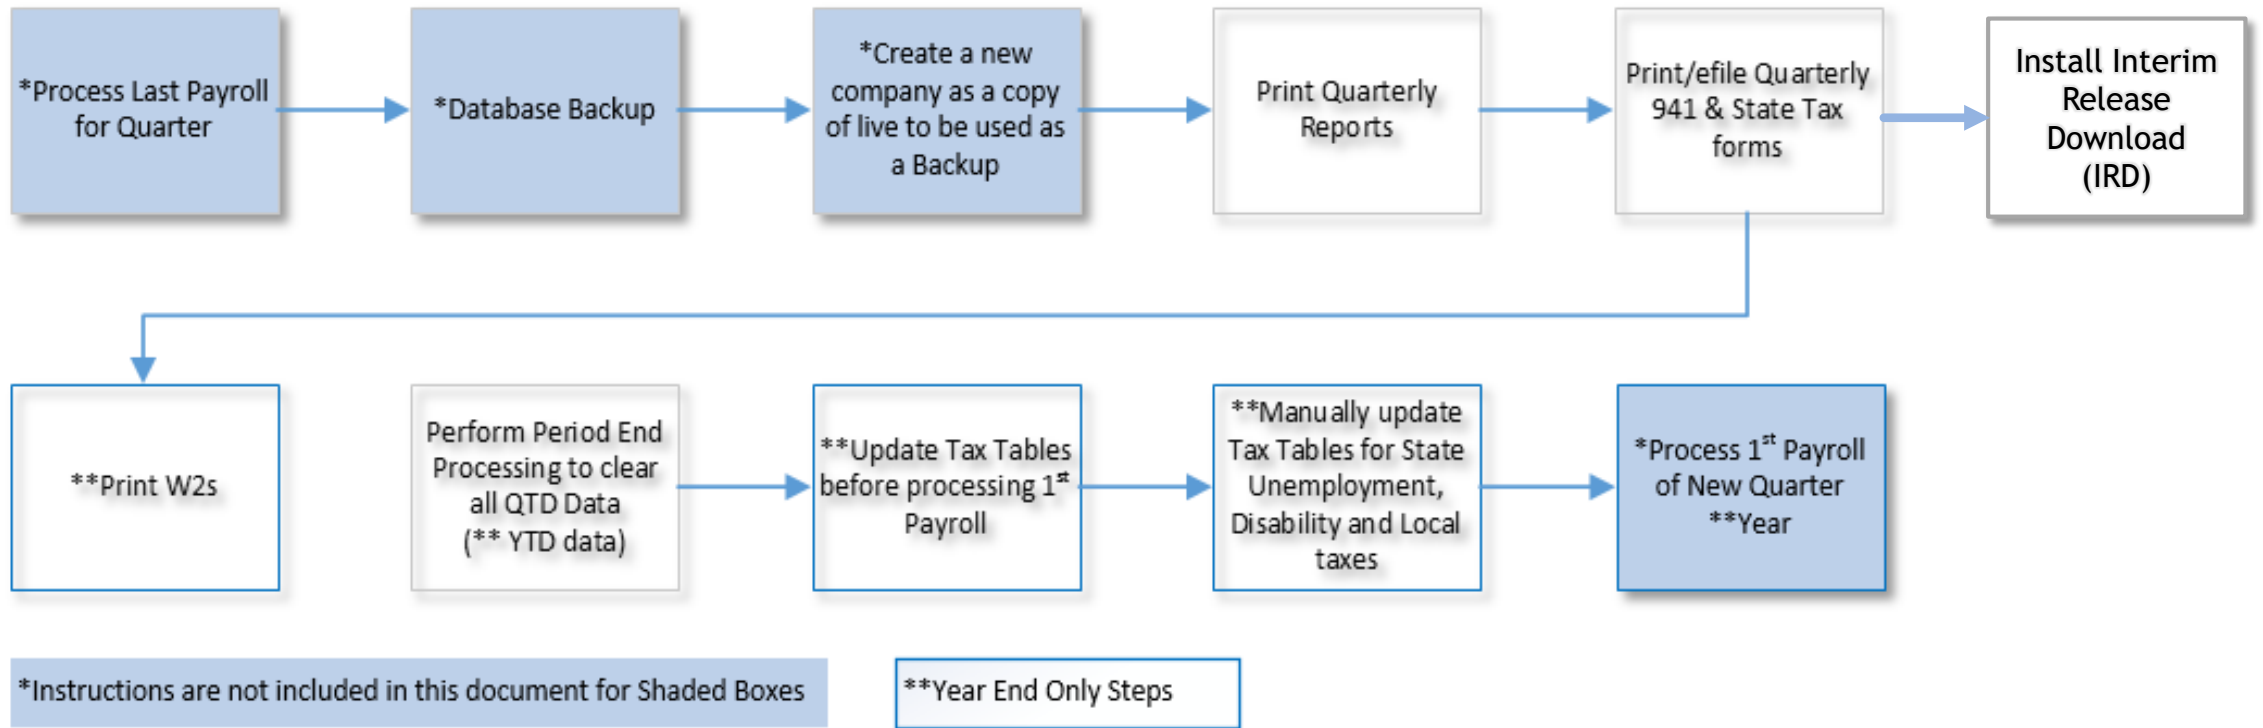 *Process Last Payroll
for Quarter
*Database Backup
*Create a new
company as a copy
of live to be used as
a Backup
Print Quarterly
Reports
Print/efile Quarterly
941 & State Tax
forms
Install Interim
Release
Download
(IRD)
**Print W2s
Perform Period End
Processing to clear
all QTD Data
(** YTD data)
**Update Tax Tables
before processing 1st
Payroll
**Manually update
Tax Tables for State
Unemployment,
Disability and Local
taxes
*Process 1st Payroll
of New Quarter
**Year
*Instructions are not included in this document for Shaded Boxes
**Year End Only Steps